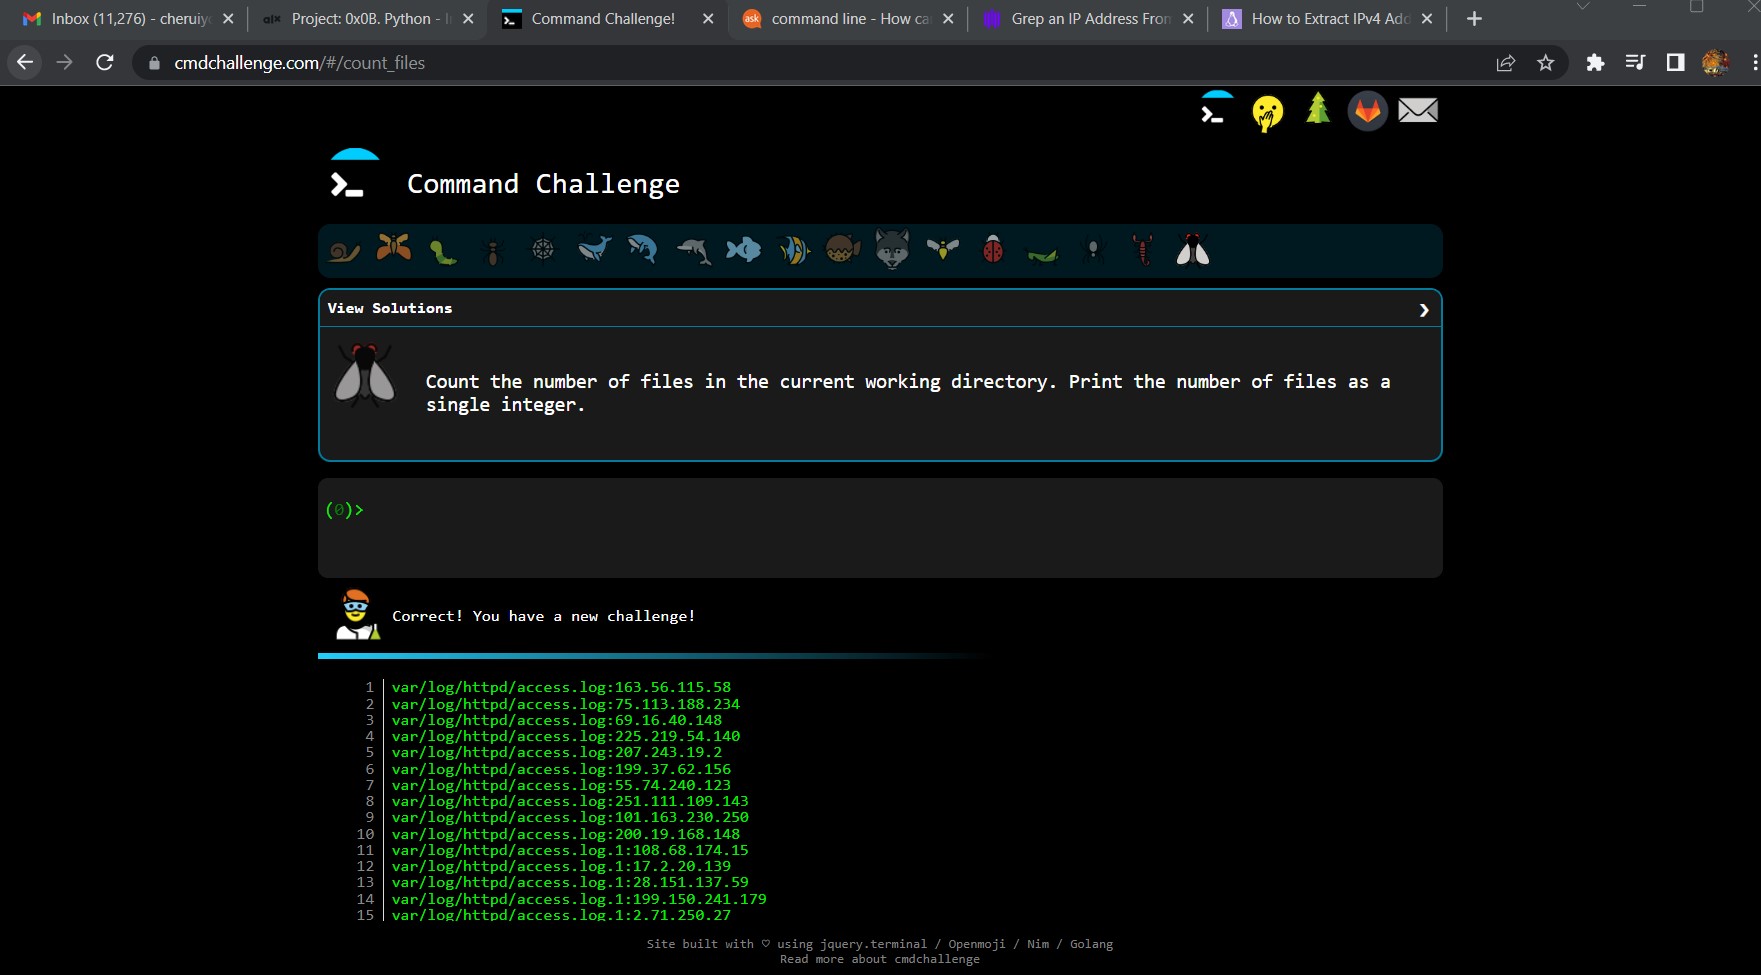 Inbox (11,276) - cheruiy
alx Project: 0x0B. Python - I
Command Challenge!
ask command line - How ca
Grep an IP Address Fron
How to Extract IPv4 Add
cmdchallenge.com/#/count_files
Command Challenge
View Solutions
Count the number of files in the current working directory. Print the number of files as a
single integer.
(0)>
Correct! You have a new challenge!
1 var/log/httpd/access.log:163.56.115.58
2 var/log/httpd/access.log:75.113.188.234
3 var/log/httpd/access.log:69.16.40.148
4 var/log/httpd/access.log:225.219.54.140
5 var/log/httpd/access.log:207.243.19.2
6 var/log/httpd/access.log:199.37.62.156
7 var/log/httpd/access.log:55.74.240.123
8 var/log/httpd/access.log:251.111.109.143
9 var/log/httpd/access.log:101.163.230.250
10 var/log/httpd/access.log:200.19.168.148
11 var/log/httpd/access.log.1:108.68.174.15
12 var/log/httpd/access.log.1:17.2.20.139
13 var/log/httpd/access.log.1:28.151.137.59
14 var/log/httpd/access.log.1:199.150.241.179
15 var/log/httpd/access.log.1:2.71.250.27
Site built with ♡ using jquery.terminal / Openmoji / Nim / Golang
Read more about cmdchallenge